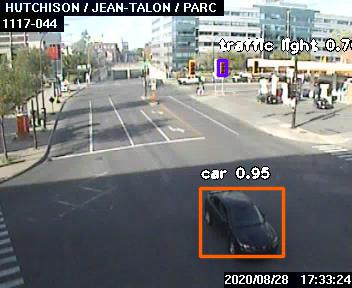 HUTCHISON / JEAN-TALON / PARC
1117-044
traffic light 0.7
car 0.95
2020/08/28 17:33:24